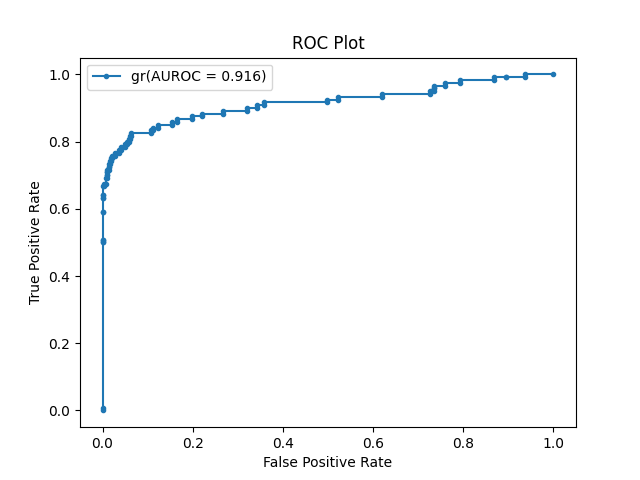 ROC Plot
gr(AUROC = 0.916)
1.0
0.8
0.6
0.4
0.2
0.0
True Positive Rate
0.0 0.2 0.4 0.6 0.8 1.0
False Positive Rate